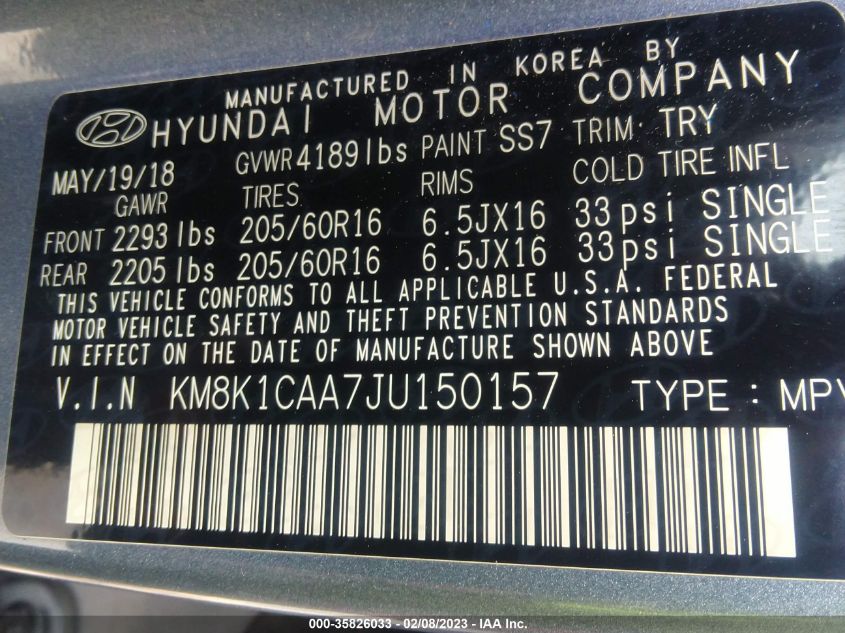 MANUFACTURED IN KOREA BY
HYUNDAI MOTOR COMPANY
MAY/19/18 GVWR 4189lbs PAINT SS7 TRIM TRY
GAWR TIRES RIMS COLD TIRE INFL
FRONT 2293 lbs 205/60R16 6.5JX16 33psi SINGLE
REAR 2205 lbs 205/60R16 6.5JX16 33psi SINGLE
THIS VEHICLE CONFORMS TO ALL APPLICABLE U.S.A. FEDERAL
MOTOR VEHICLE SAFETY AND THEFT PREVENTION STANDARDS
IN EFFECT ON THE DATE OF MANUFACTURE SHOWN ABOVE
V.I.N KM8K1CAA7JU150157 TYPE : MPV
000-35826033 - 02/08/2023 - IAA Inc.